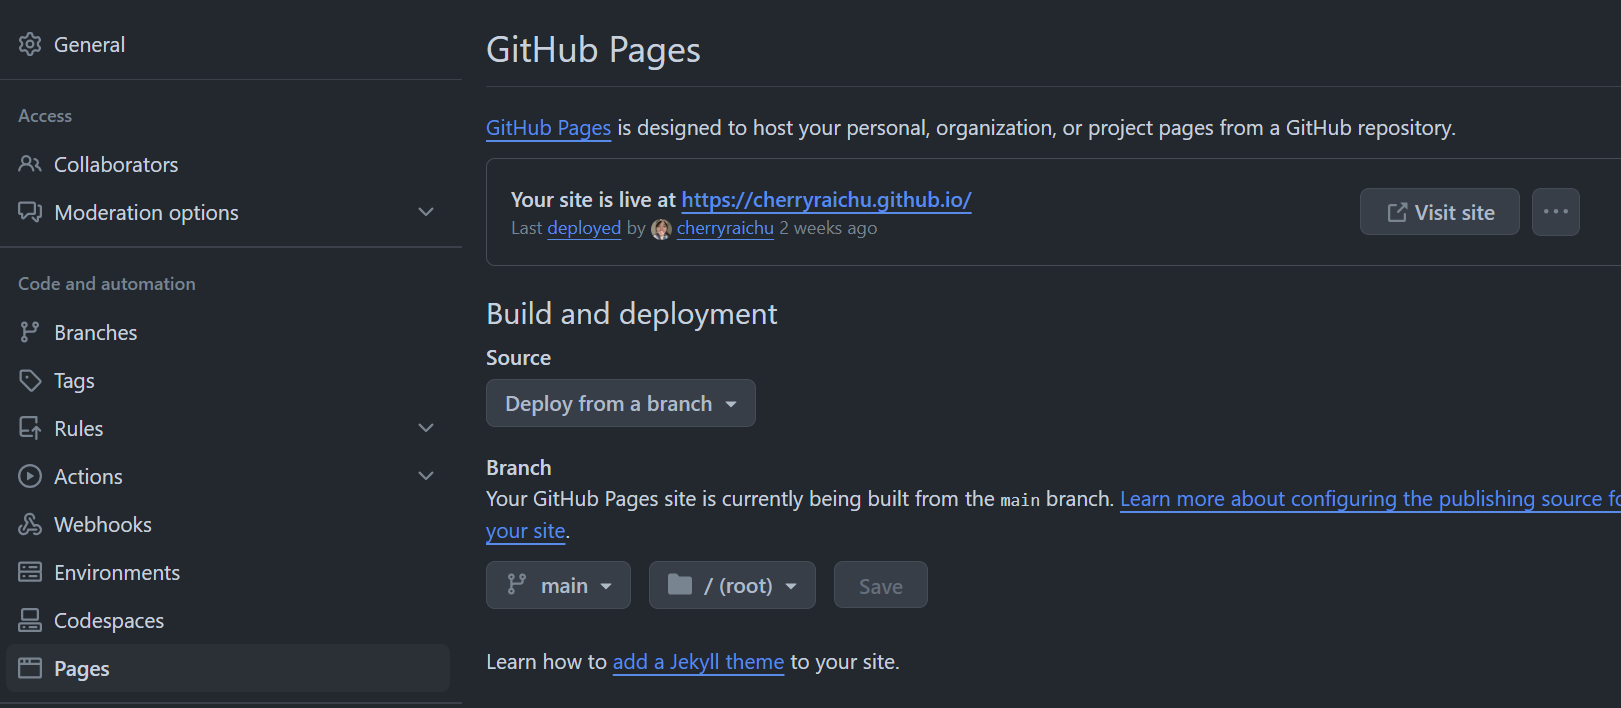 General
Access
Collaborators
Moderation options
Code and automation
Branches
Tags
Rules
Actions
Webhooks
Environments
Codespaces
Pages
GitHub Pages
GitHub Pages is designed to host your personal, organization, or project pages from a GitHub repository.
Your site is live at https://cherryraichu.github.io/
Last deployed by cherryraichu 2 weeks ago
Visit site
Build and deployment
Source
Deploy from a branch
Branch
Your GitHub Pages site is currently being built from the main branch. Learn more about configuring the publishing source fo
your site.
main
/ (root)
Save
Learn how to add a Jekyll theme to your site.